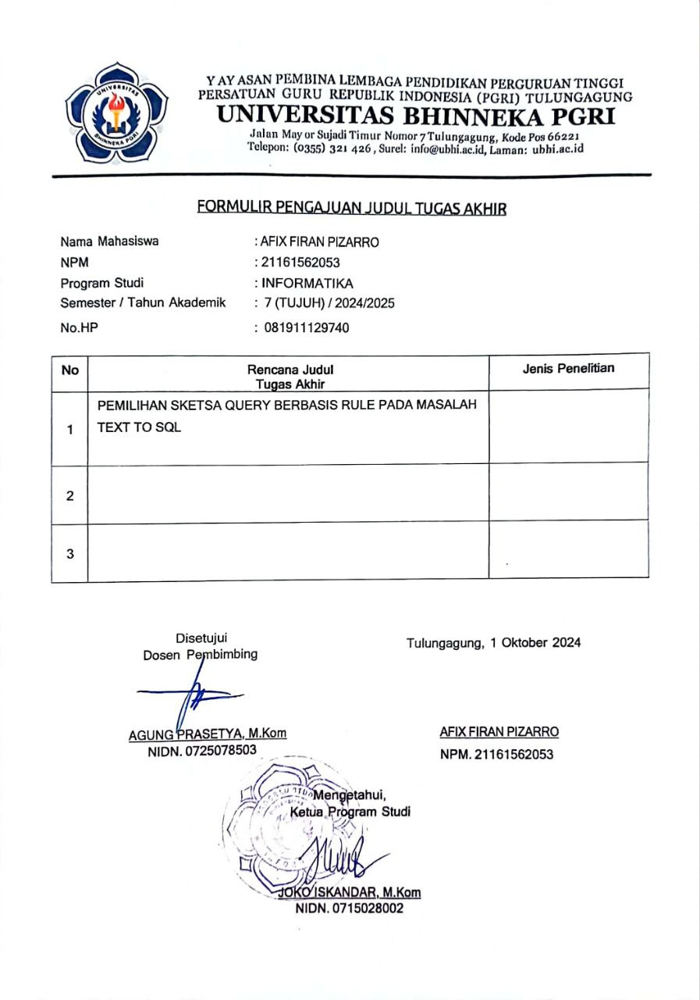 UNIVERSITAS
BHINNEKA PGRI
Y AY ASAN PEMBINA LEMBAGA PENDIDIKAN PERGURUAN TINGGI
PERSATUAN GURU REPUBLIK INDONESIA (PGRI) TULUNGAGUNG
UNIVERSITAS BHINNEKA PGRI
Jalan May or Sujadi Timur Nomor 7 Tulungagung, Kode Pos 66221
Telepon: (0355) 321 426 , Surel: info@ubhi.ac.id, Laman: ubhi.ac.id
FORMULIR PENGAJUAN JUDUL TUGAS AKHIR
Nama Mahasiswa : AFIX FIRAN PIZARRO
NPM : 21161562053
Program Studi : INFORMATIKA
Semester / Tahun Akademik : 7 (TUJUH) / 2024/2025
No.HP : 081911129740
No Rencana Judul Jenis Penelitian
Tugas Akhir
PEMILIHAN SKETSA QUERY BERBASIS RULE PADA MASALAH
1 TEXT TO SQL
2
3
Disetujui
Dosen Pembimbing
Tulungagung, 1 Oktober 2024
AGUNG PRASETYA, M.Kom
NIDN. 0725078503
AFIX FIRAN PIZARRO
NPM. 21161562053
Mengetahui,
Ketua Program Studi
JOKO ISKANDAR, M.Kom
NIDN. 0715028002